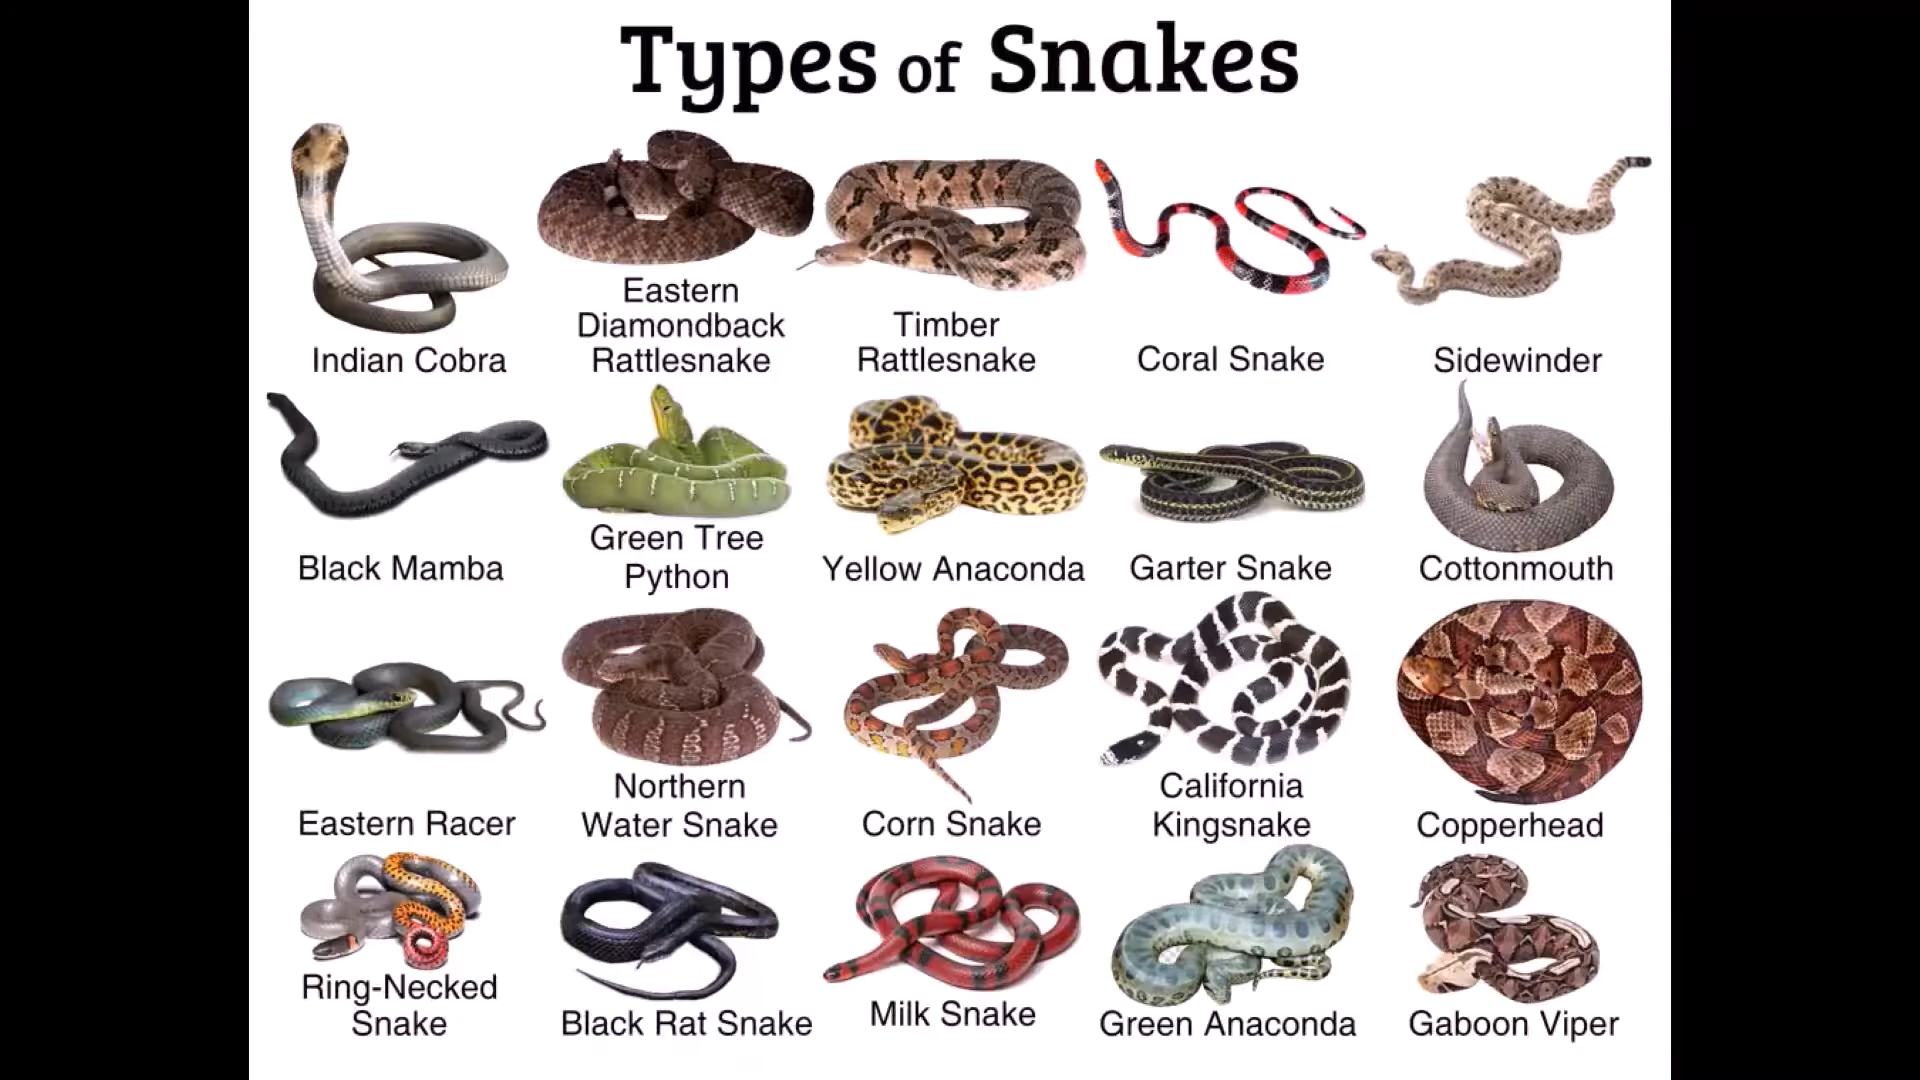 Types of Snakes
Indian Cobra
Eastern
Diamondback
Rattlesnake
Timber
Rattlesnake
Coral Snake
Sidewinder
Black Mamba
Green Tree
Python
Yellow Anaconda
Garter Snake
Cottonmouth
Eastern Racer
Northern
Water Snake
Corn Snake
California
Kingsnake
Copperhead
Ring-Necked
Snake
Black Rat Snake
Milk Snake
Green Anaconda
Gaboon Viper